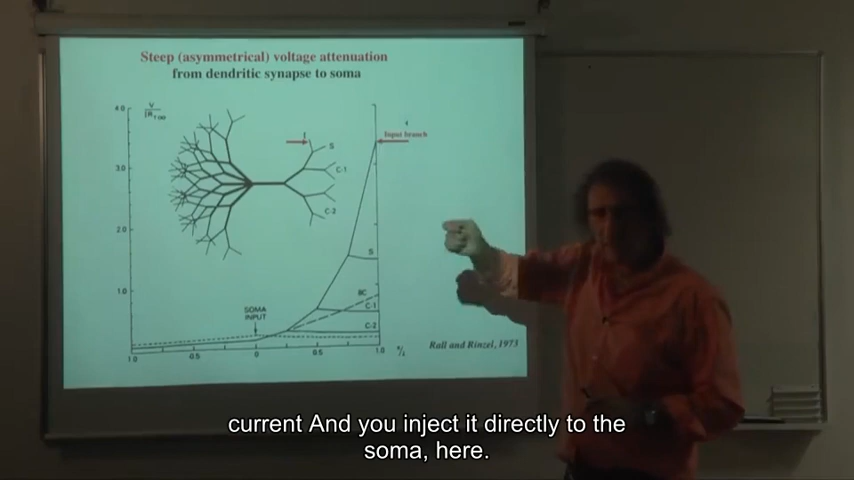 Steep (asymmetrical) voltage attenuation
from dendritic synapse to soma
4.0
V
3.0
2.0
1.0
S
C-1
C-2
Input branch
S
BC
C-1
C-2
SOMA
INPUT
1.0
0.5
0
0.5
1.0
Rall and Rinzel, 1973
current And you inject it directly to the
soma, here.